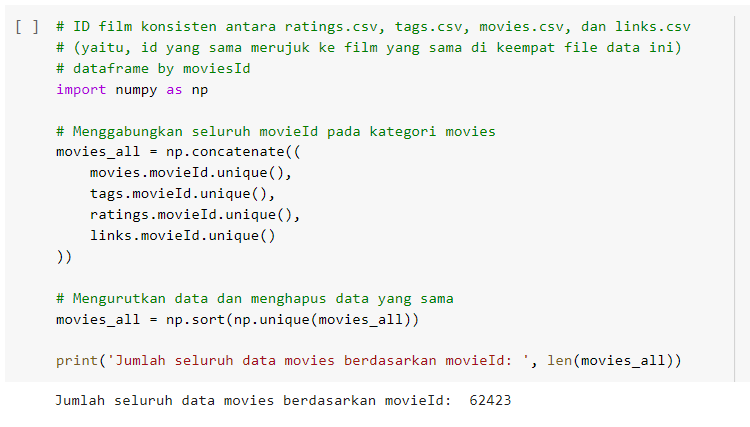 [ ] # ID film konsisten antara ratings.csv, tags.csv, movies.csv, dan links.csv
# (yaitu, id yang sama merujuk ke film yang sama di keempat file data ini)
# dataframe by moviesId
import numpy as np
# Menggabungkan seluruh movieId pada kategori movies
movies_all = np.concatenate((
    movies.movieId.unique(),
    tags.movieId.unique(),
    ratings.movieId.unique(),
    links.movieId.unique()
))
# Mengurutkan data dan menghapus data yang sama
movies_all = np.sort(np.unique(movies_all))
print('Jumlah seluruh data movies berdasarkan movieId: ', len(movies_all))
Jumlah seluruh data movies berdasarkan movieId:  62423